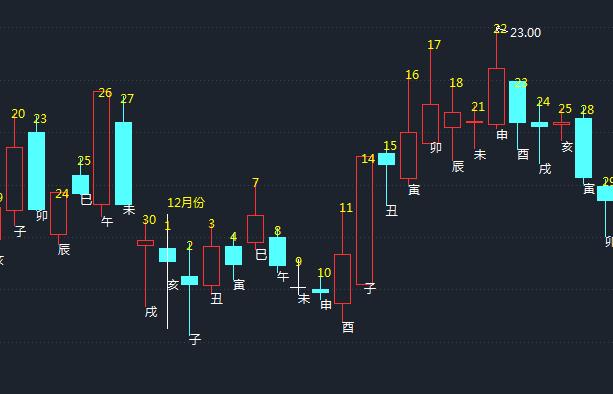 20
23
24
25
26
27
30
12月份
1
2
3
4
7
8
9
10
11
14
15
16
17
18
21
22
23.00
23
24
25
28
29
亥
子
卯
辰
巳
午
未
戌
亥
子
丑
寅
巳
午
未
申
酉
子
丑
寅
卯
辰
未
申
酉
戌
亥
寅
卯